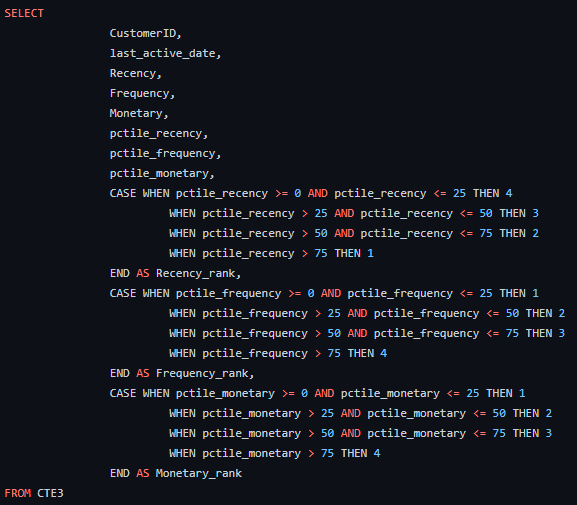 SELECT
CustomerID,
last_active_date,
Recency,
Frequency,
Monetary,
pctile_recency,
pctile_frequency,
pctile_monetary,
CASE WHEN pctile_recency >= 0 AND pctile_recency <= 25 THEN 4
WHEN pctile_recency > 25 AND pctile_recency <= 50 THEN 3
WHEN pctile_recency > 50 AND pctile_recency <= 75 THEN 2
WHEN pctile_recency > 75 THEN 1
END AS Recency_rank,
CASE WHEN pctile_frequency >= 0 AND pctile_frequency <= 25 THEN 1
WHEN pctile_frequency > 25 AND pctile_frequency <= 50 THEN 2
WHEN pctile_frequency > 50 AND pctile_frequency <= 75 THEN 3
WHEN pctile_frequency > 75 THEN 4
END AS Frequency_rank,
CASE WHEN pctile_monetary >= 0 AND pctile_monetary <= 25 THEN 1
WHEN pctile_monetary > 25 AND pctile_monetary <= 50 THEN 2
WHEN pctile_monetary > 50 AND pctile_monetary <= 75 THEN 3
WHEN pctile_monetary > 75 THEN 4
END AS Monetary_rank
FROM CTE3